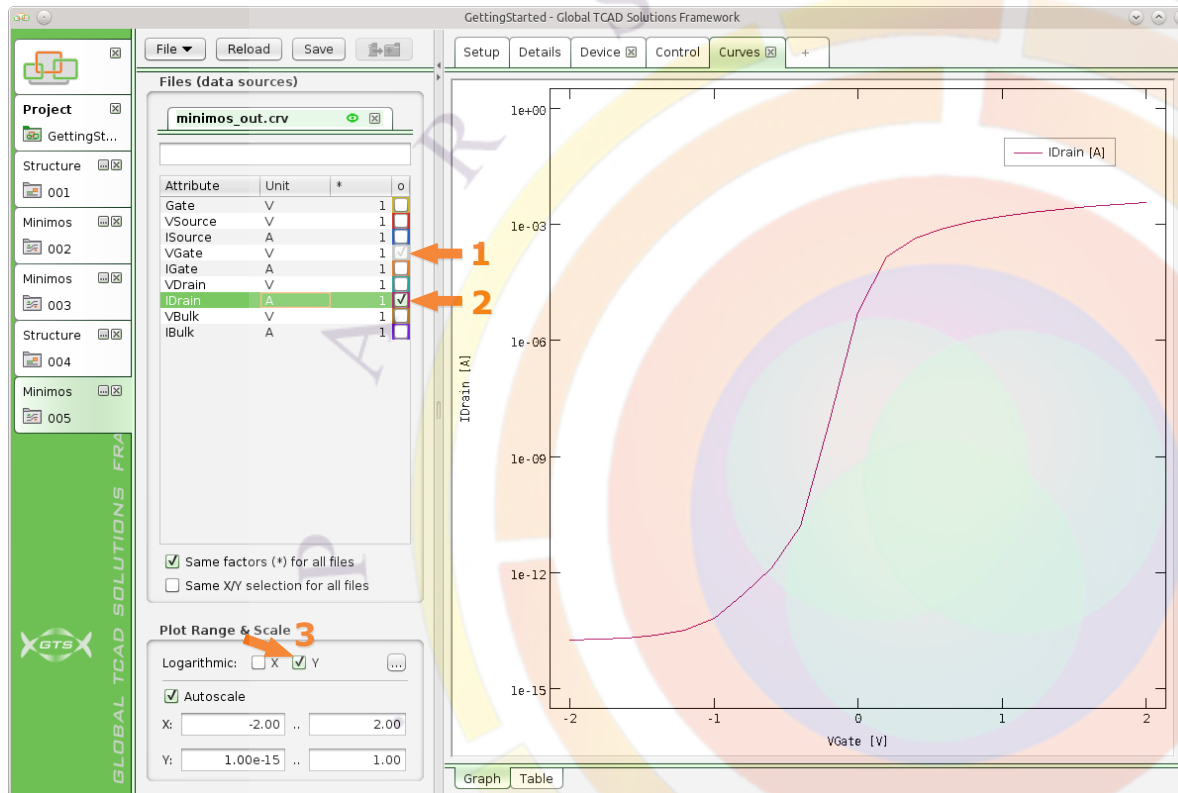 GettingStarted - Global TCAD Solutions Framework
File Reload Save
Setup Details Device Control Curves +
Files (data sources)
minimos_out.crv
Project
GettingSt...
Structure
001
Minimos
002
Minimos
003
Structure
004
Minimos
005
GLOBAL TCAD SOLUTIONS FRA
GTS
Attribute Unit * o
Gate V 1
VSource V 1
ISource A 1
VGate V 1
IGate A 1
VDrain V 1
IDrain A 1
VBulk V 1
IBulk A 1
1
2
Same factors (*) for all files
Same X/Y selection for all files
Plot Range & Scale
3
Logarithmic: X Y ...
Autoscale
X: -2.00 .. 2.00
Y: 1.00e-15 .. 1.00
IDrain [A]
1e+00
1e-03
1e-06
1e-09
1e-12
1e-15
IDrain [A]
-2 -1 0 1 2
VGate [V]
Graph Table
P A R S